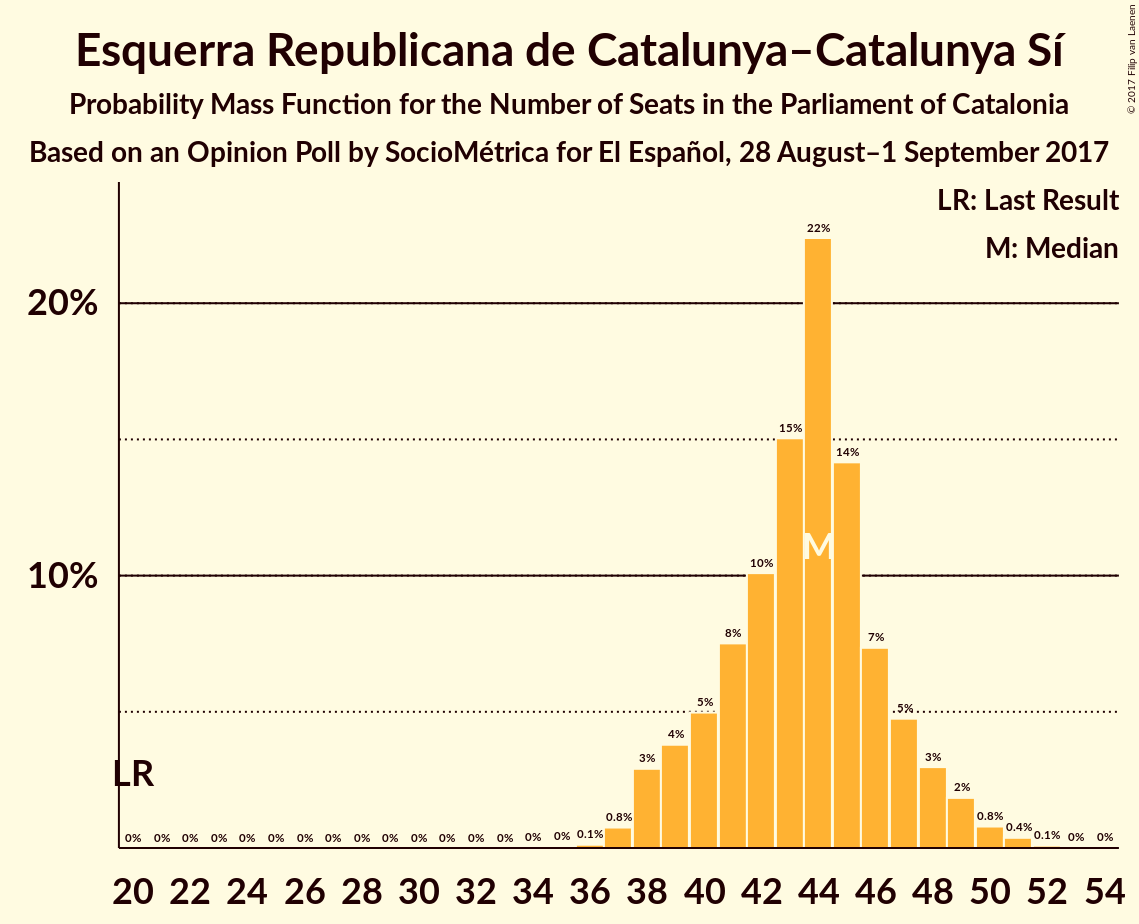 Esquerra Republicana de Catalunya–Catalunya Sí
Probability Mass Function for the Number of Seats in the Parliament of Catalonia
Based on an Opinion Poll by SocioMétrica for El Español, 28 August–1 September 2017
© 2017 Filip van Laenen
LR: Last Result
M: Median
22%
20%
15%
14%
M
10%
10%
8%
7%
5%
5%
4%
3%
3%
LR
2%
0% 0% 0% 0% 0% 0% 0% 0% 0% 0% 0% 0% 0% 0% 0% 0% 0.1% 0.8% 0.8% 0.4% 0.1% 0% 0%
20 22 24 26 28 30 32 34 36 38 40 42 44 46 48 50 52 54